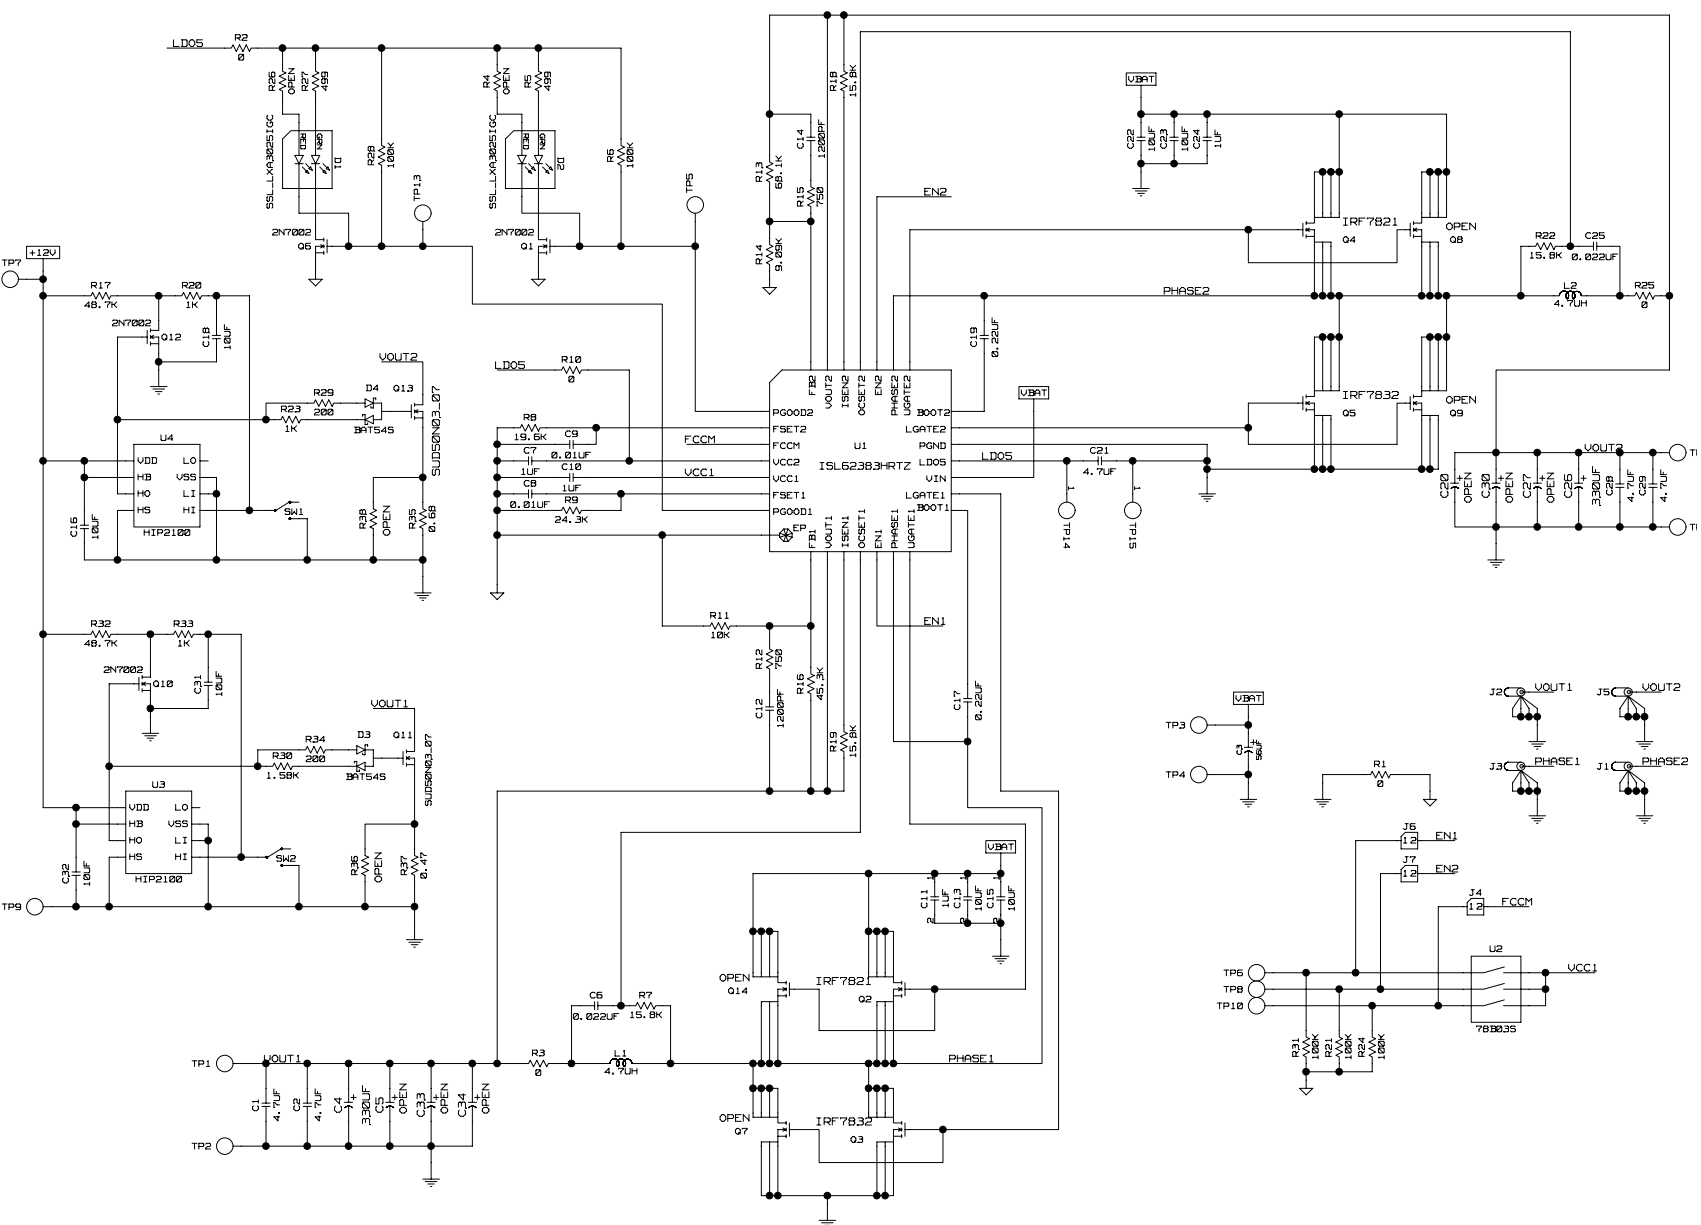 LDO5
R2
0
R26
OPEN
R27
499
SSL_LXA3025IGC
RED
GRN
D1
R28
100K
2N7002
Q6
TP13
R4
OPEN
R5
499
SSL_LXA3025IGC
RED
GRN
D2
R6
100K
2N7002
Q1
TP5
R18
15.8K
C14
1200PF
R13
68.1K
R15
750
R14
9.09K
EN2
VBAT
C22
10UF
C23
10UF
C24
1UF
IRF7821
Q4
OPEN
Q8
R22
15.8K
C25
0.022UF
L2
4.7UH
R25
0
PHASE2
C19
0.22UF
IRF7832
Q5
OPEN
Q9
+12V
TP7
R17
48.7K
R20
1K
2N7002
Q12
C18
10UF
VOUT2
Q13
SUD50N03_07
R29
200
R23
1K
D4
BAT54S
U4
VDD
HB
HO
HS
LO
VSS
LI
HI
HIP2100
C16
10UF
SW1
R38
OPEN
R35
0.68
LDO5
R10
0
R8
19.6K
C9
0.01UF
C7
1UF
C10
1UF
C8
0.01UF
R9
24.3K
FCCM
VCC1
PGOOD2
FSET2
FCCM
VCC2
VCC1
FSET1
PGOOD1
EP
FB2
VOUT2
ISEN2
OCSET2
EN2
PHASE2
UGATE2
U1
ISL62383HRTZ
BOOT2
LGATE2
PGND
LDO5
VIN
LGATE1
BOOT1
FB1
VOUT1
ISEN1
OCSET1
EN1
PHASE1
UGATE1
VBAT
LDO5
C21
4.7UF
1
TP14
1
TP15
VOUT2
C20
OPEN
C30
OPEN
C27
OPEN
C26
330UF
C28
4.7UF
C29
4.7UF
R32
48.7K
R33
1K
2N7002
Q10
C31
10UF
VOUT1
Q11
SUD50N03_07
R34
200
R30
1.58K
D3
BAT54S
U3
VDD
HB
HO
HS
LO
VSS
LI
HI
HIP2100
C32
10UF
SW2
R36
OPEN
R37
0.47
TP9
R11
10K
R12
750
C12
1200PF
R16
45.3K
R19
15.8K
EN1
C17
0.22UF
VBAT
TP3
C3
56UF
TP4
R1
0
J2
VOUT1
J5
VOUT2
J3
PHASE1
J1
PHASE2
J6
12
EN1
J7
12
EN2
J4
12
FCCM
U2
VCC1
78B03S
TP6
TP8
TP10
R31
100K
R21
100K
R24
100K
VBAT
C11
1UF
C13
10UF
C15
10UF
1
1
1
2
2
2
OPEN
Q14
IRF7821
Q2
C6
0.022UF
R7
15.8K
R3
0
L1
4.7UH
PHASE1
OPEN
Q7
IRF7832
Q3
TP1
VOUT1
C1
4.7UF
C2
4.7UF
C4
330UF
C5
OPEN
C33
OPEN
C34
OPEN
TP2